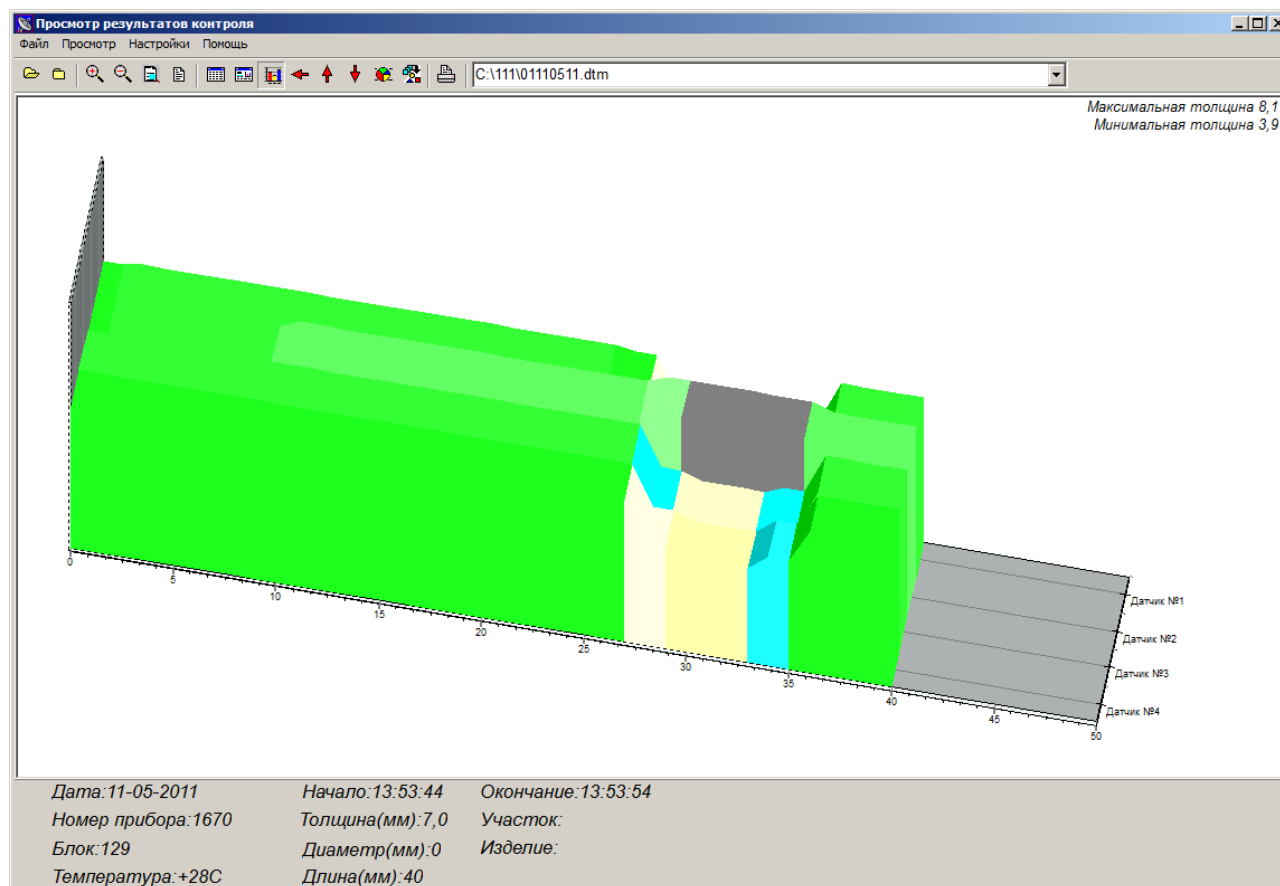 Просмотр результатов контроля
Файл Просмотр Настройки Помощь
C:\111\01110511.dtm
Максимальная толщина 8,1
Минимальная толщина 3,9
0
5
10
15
20
25
30
35
40
45
50
Датчик №1
Датчик №2
Датчик №3
Датчик №4
Дата:11-05-2011 Начало:13:53:44 Окончание:13:53:54
Номер прибора:1670 Толщина(мм):7,0 Участок:
Блок:129 Диаметр(мм):0 Изделие:
Температура:+28С Длина(мм):40